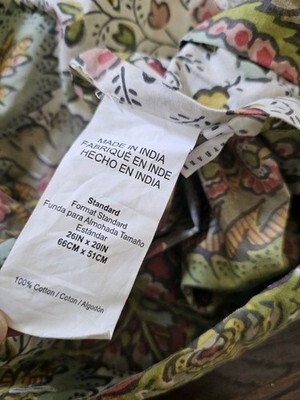 MADE IN INDIA
FABRIQUÉ EN INDE
HECHO EN INDIA
Standard
Format Standard
Funda para Almohada Tamaño
Estándar
26IN x 20IN
66CM x 51CM
100% Cotton / Coton / Algodón